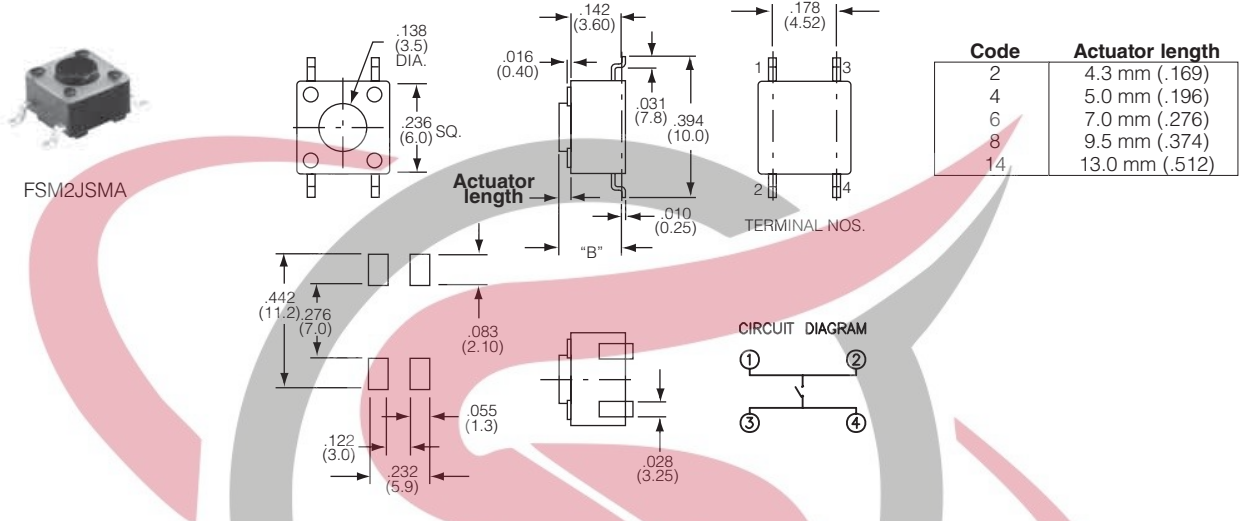 FSM2JSMA
.138
(3.5)
DIA.
.236
(6.0)
SQ.
.142
(3.60)
.016
(0.40)
.031
(7.8)
.394
(10.0)
Actuator
length
.010
(0.25)
“B”
.178
(4.52)
1
3
2
4
TERMINAL NOS.
Code Actuator length
2 4.3 mm (.169)
4 5.0 mm (.196)
6 7.0 mm (.276)
8 9.5 mm (.374)
14 13.0 mm (.512)
.442
(11.2)
.276
(7.0)
.083
(2.10)
.055
(1.3)
.122
(3.0)
.232
(5.9)
.028
(3.25)
CIRCUIT DIAGRAM
1
2
3
4